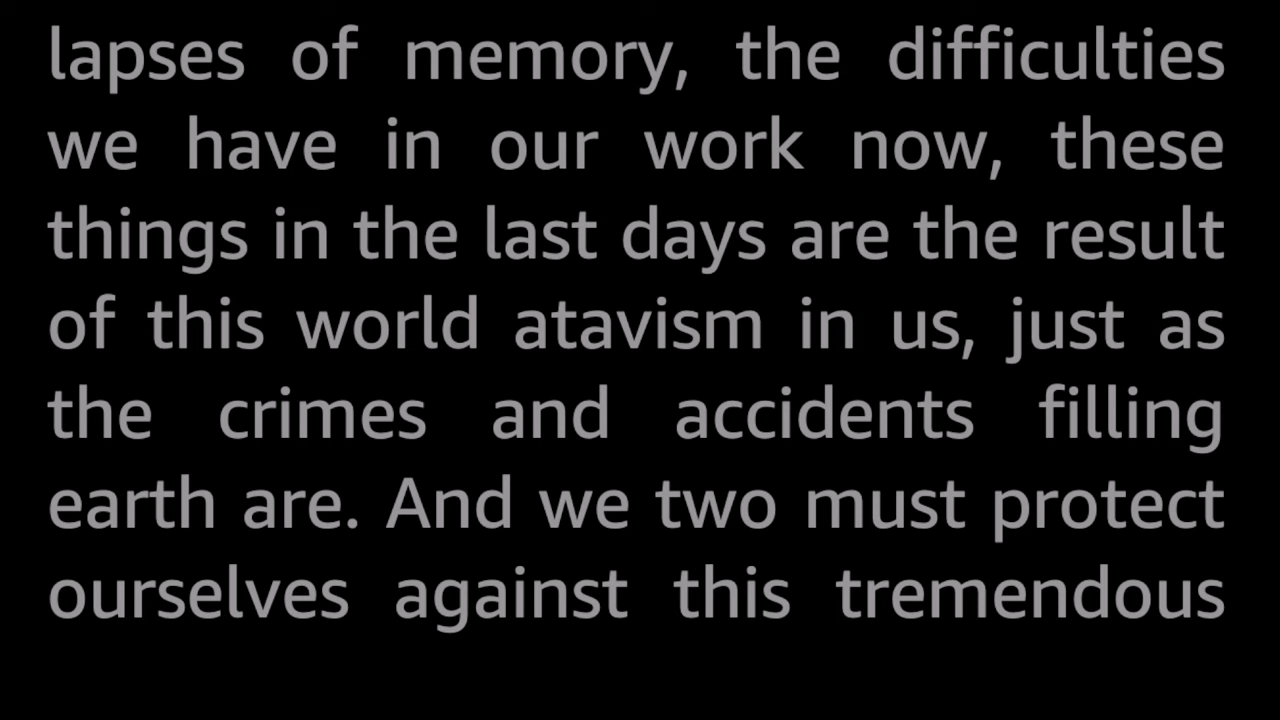 lapses of memory, the difficulties
we have in our work now, these
things in the last days are the result
of this world atavism in us, just as
the crimes and accidents filling
earth are. And we two must protect
ourselves against this tremendous